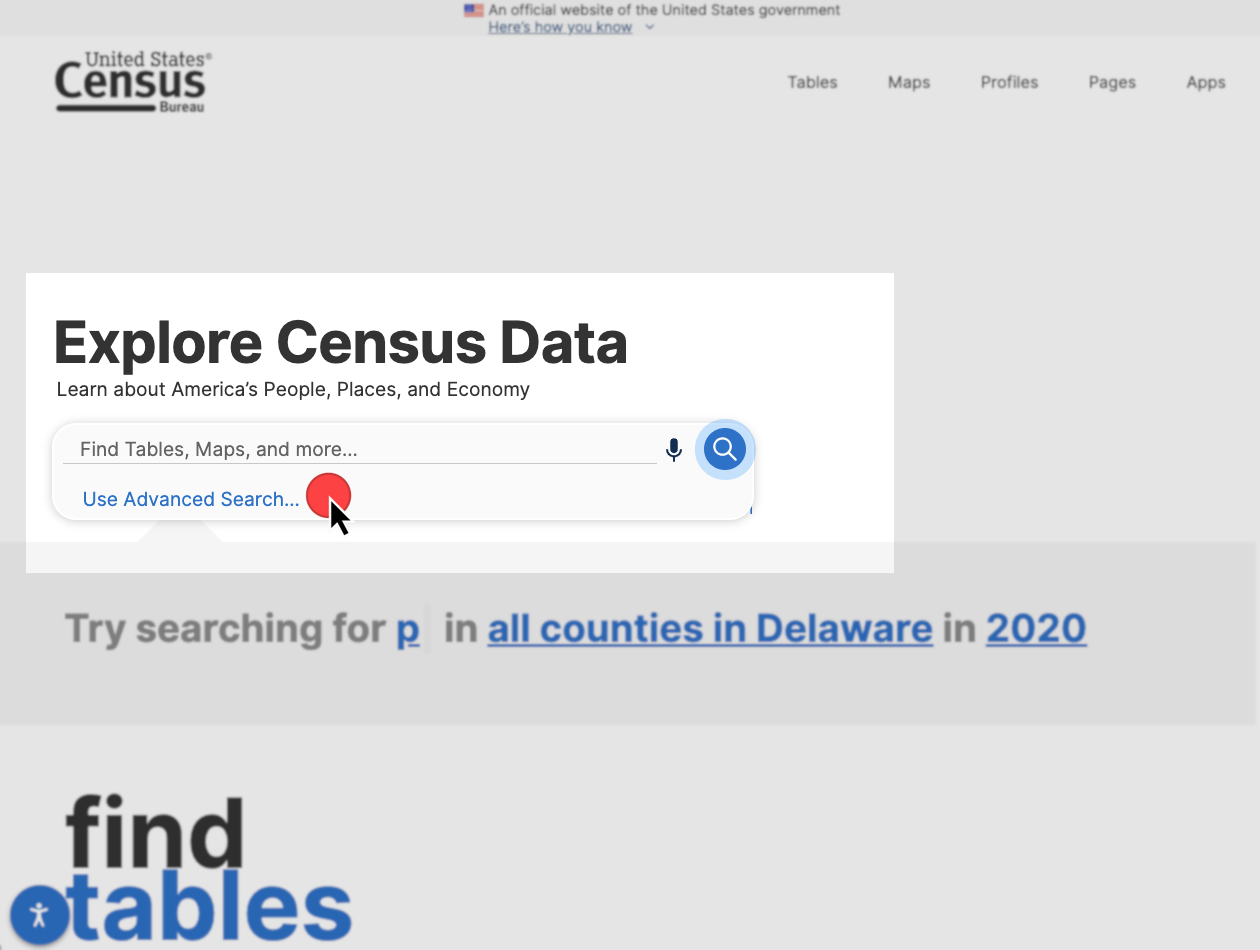 An official website of the United States government
Here's how you know
United States®
Census
Bureau
Tables Maps Profiles Pages Apps
Explore Census Data
Learn about America's People, Places, and Economy
Find Tables, Maps, and more...
Use Advanced Search...
Try searching for p in all counties in Delaware in 2020
find
tables